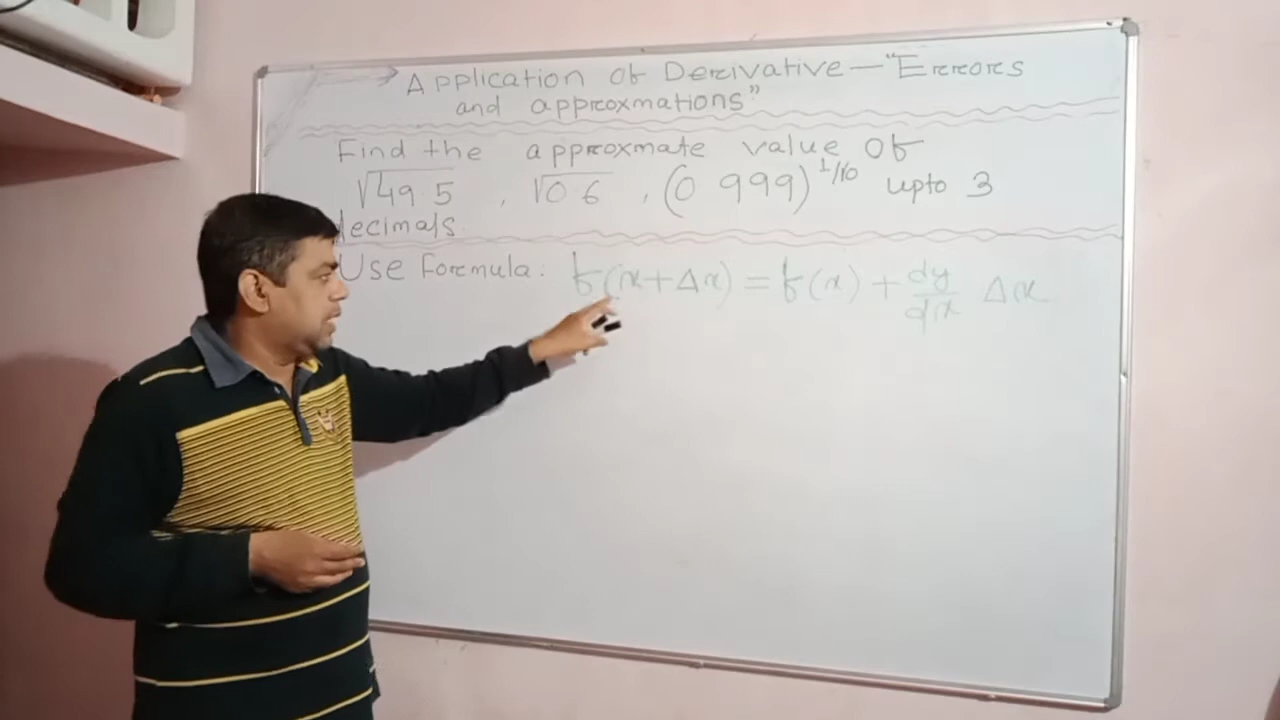 Application of Derivative — "Errors
and approxmations"
Find the approxmate value of
√49 5 , √0 6 , (0 999)^1/10 upto 3
decimals
Use Formula: f(x+Δx) = f(x) + dy/dx Δx